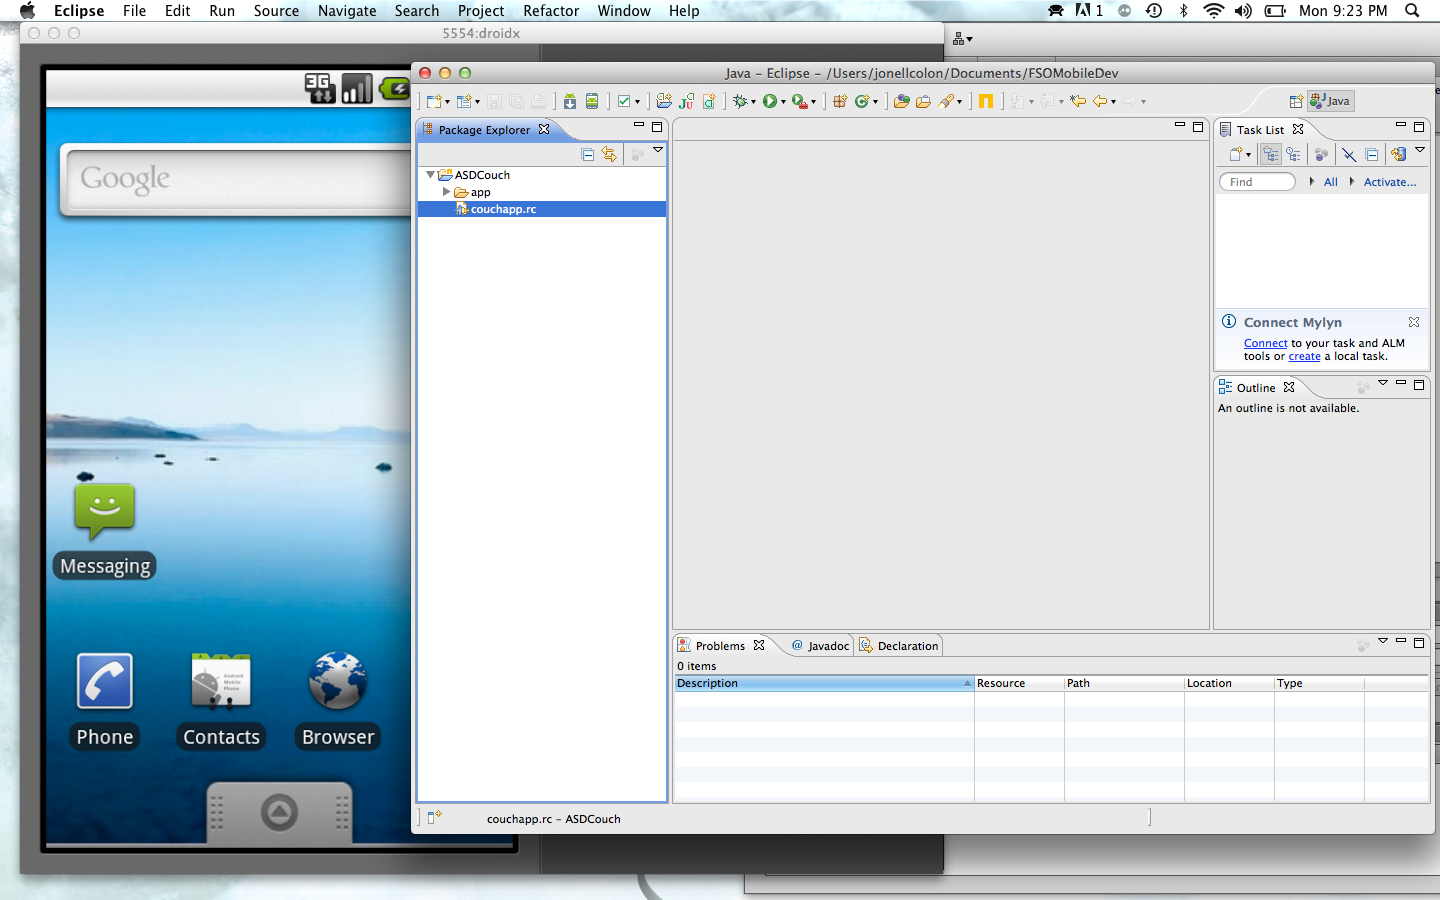 Eclipse File Edit Run Source Navigate Search Project Refactor Window Help
1 Mon 9:23 PM
5554:droidx
3G
Google
Messaging
Phone Contacts Browser
Java – Eclipse – /Users/jonellcolon/Documents/FSOMobileDev
Java
Package Explorer
ASDCouch
app
couchapp.rc
Task List
Find All Activate...
Connect Mylyn
Connect to your task and ALM
tools or create a local task.
Outline
An outline is not available.
Problems @ Javadoc Declaration
0 items
Description Resource Path Location Type
couchapp.rc – ASDCouch